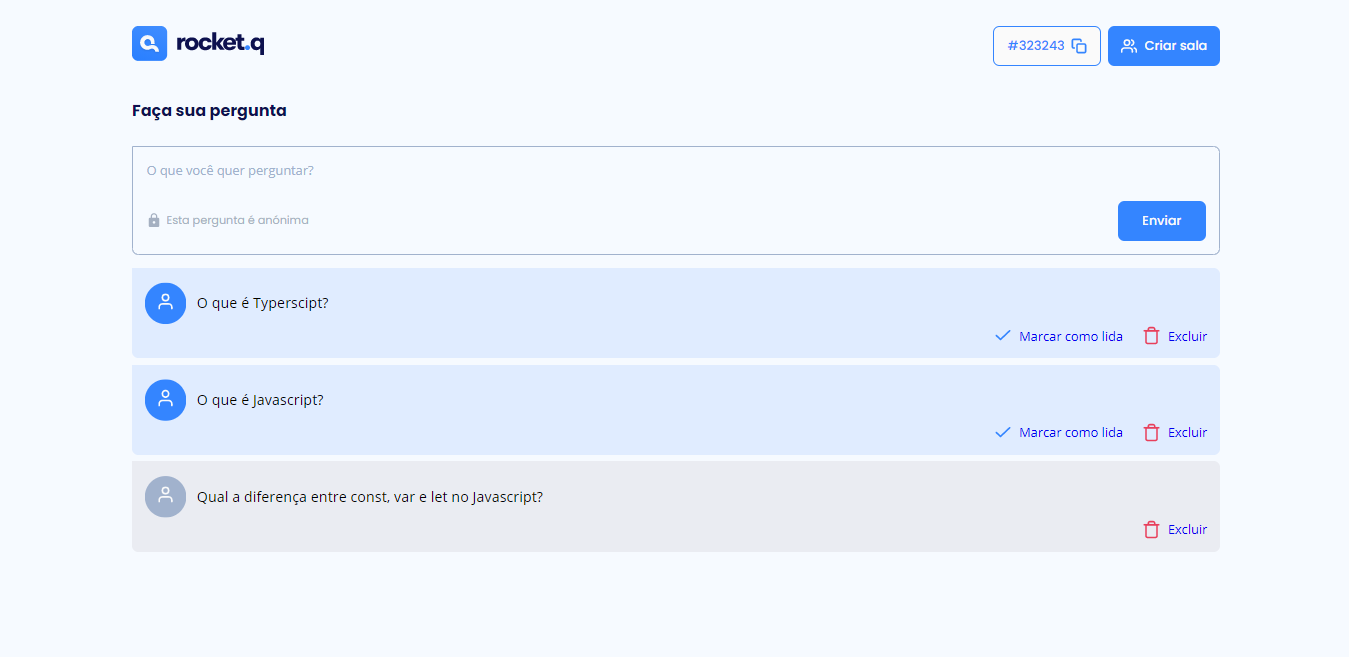 rocket.q
#323243
Criar sala
Faça sua pergunta
O que você quer perguntar?
Esta pergunta é anónima
Enviar
O que é Typerscipt?
Marcar como lida
Excluir
O que é Javascript?
Marcar como lida
Excluir
Qual a diferença entre const, var e let no Javascript?
Excluir